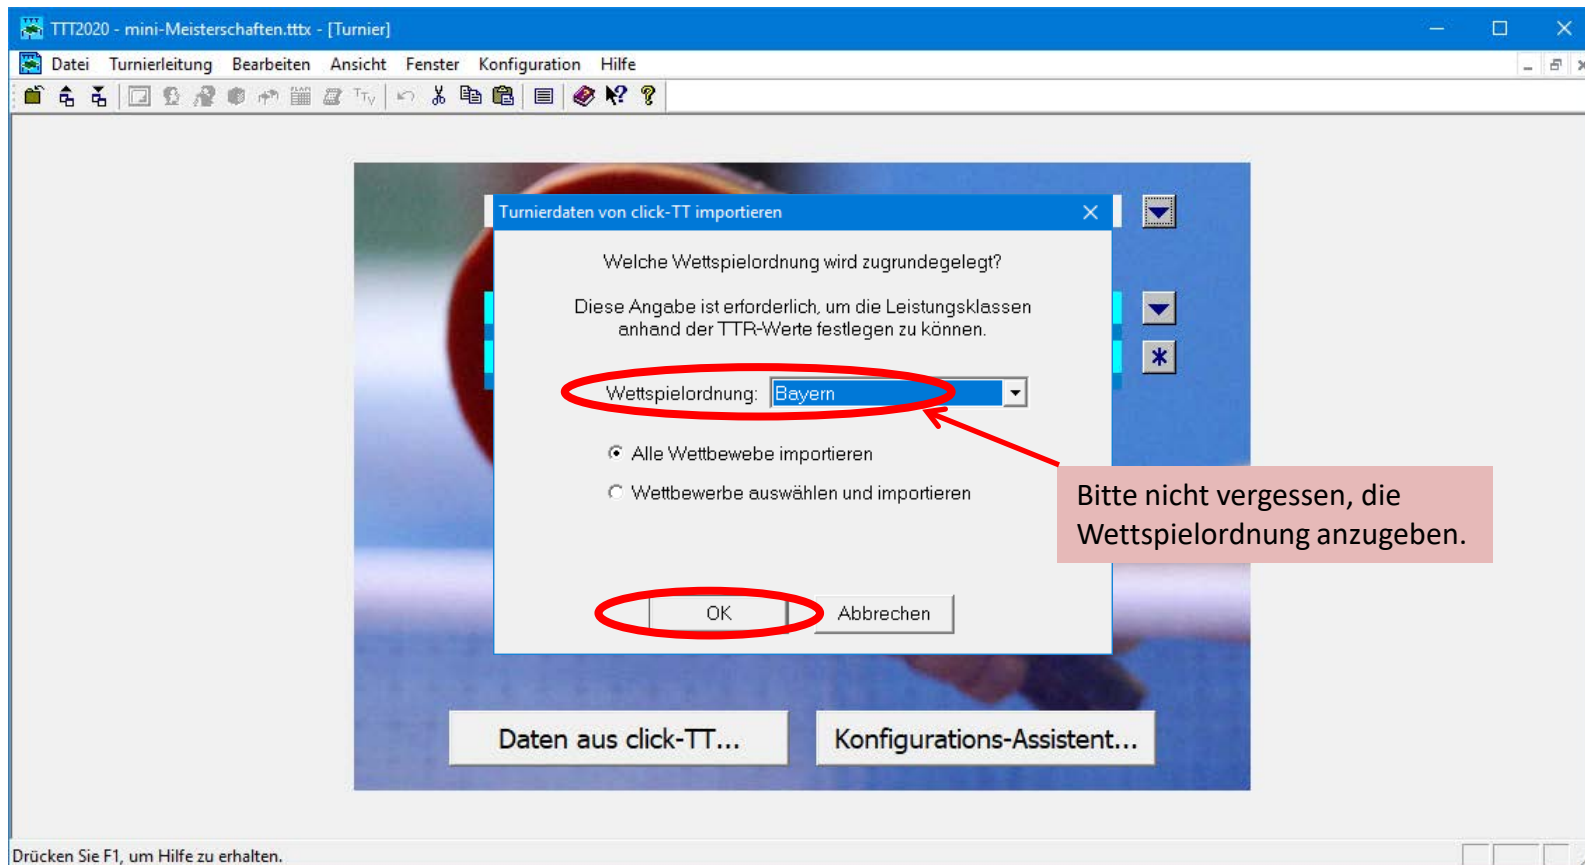 TTT2020 - mini-Meisterschaften.tttx - [Turnier]
Datei Turnierleitung Bearbeiten Ansicht Fenster Konfiguration Hilfe
Turnierdaten von click-TT importieren
Welche Wettspielordnung wird zugrundegelegt?
Diese Angabe ist erforderlich, um die Leistungsklassen
anhand der TTR-Werte festlegen zu können.
Wettspielordnung: Bayern
Alle Wettbewebe importieren
Wettbewerbe auswählen und importieren
Bitte nicht vergessen, die
Wettspielordnung anzugeben.
OK Abbrechen
Daten aus click-TT... Konfigurations-Assistent...
Drücken Sie F1, um Hilfe zu erhalten.